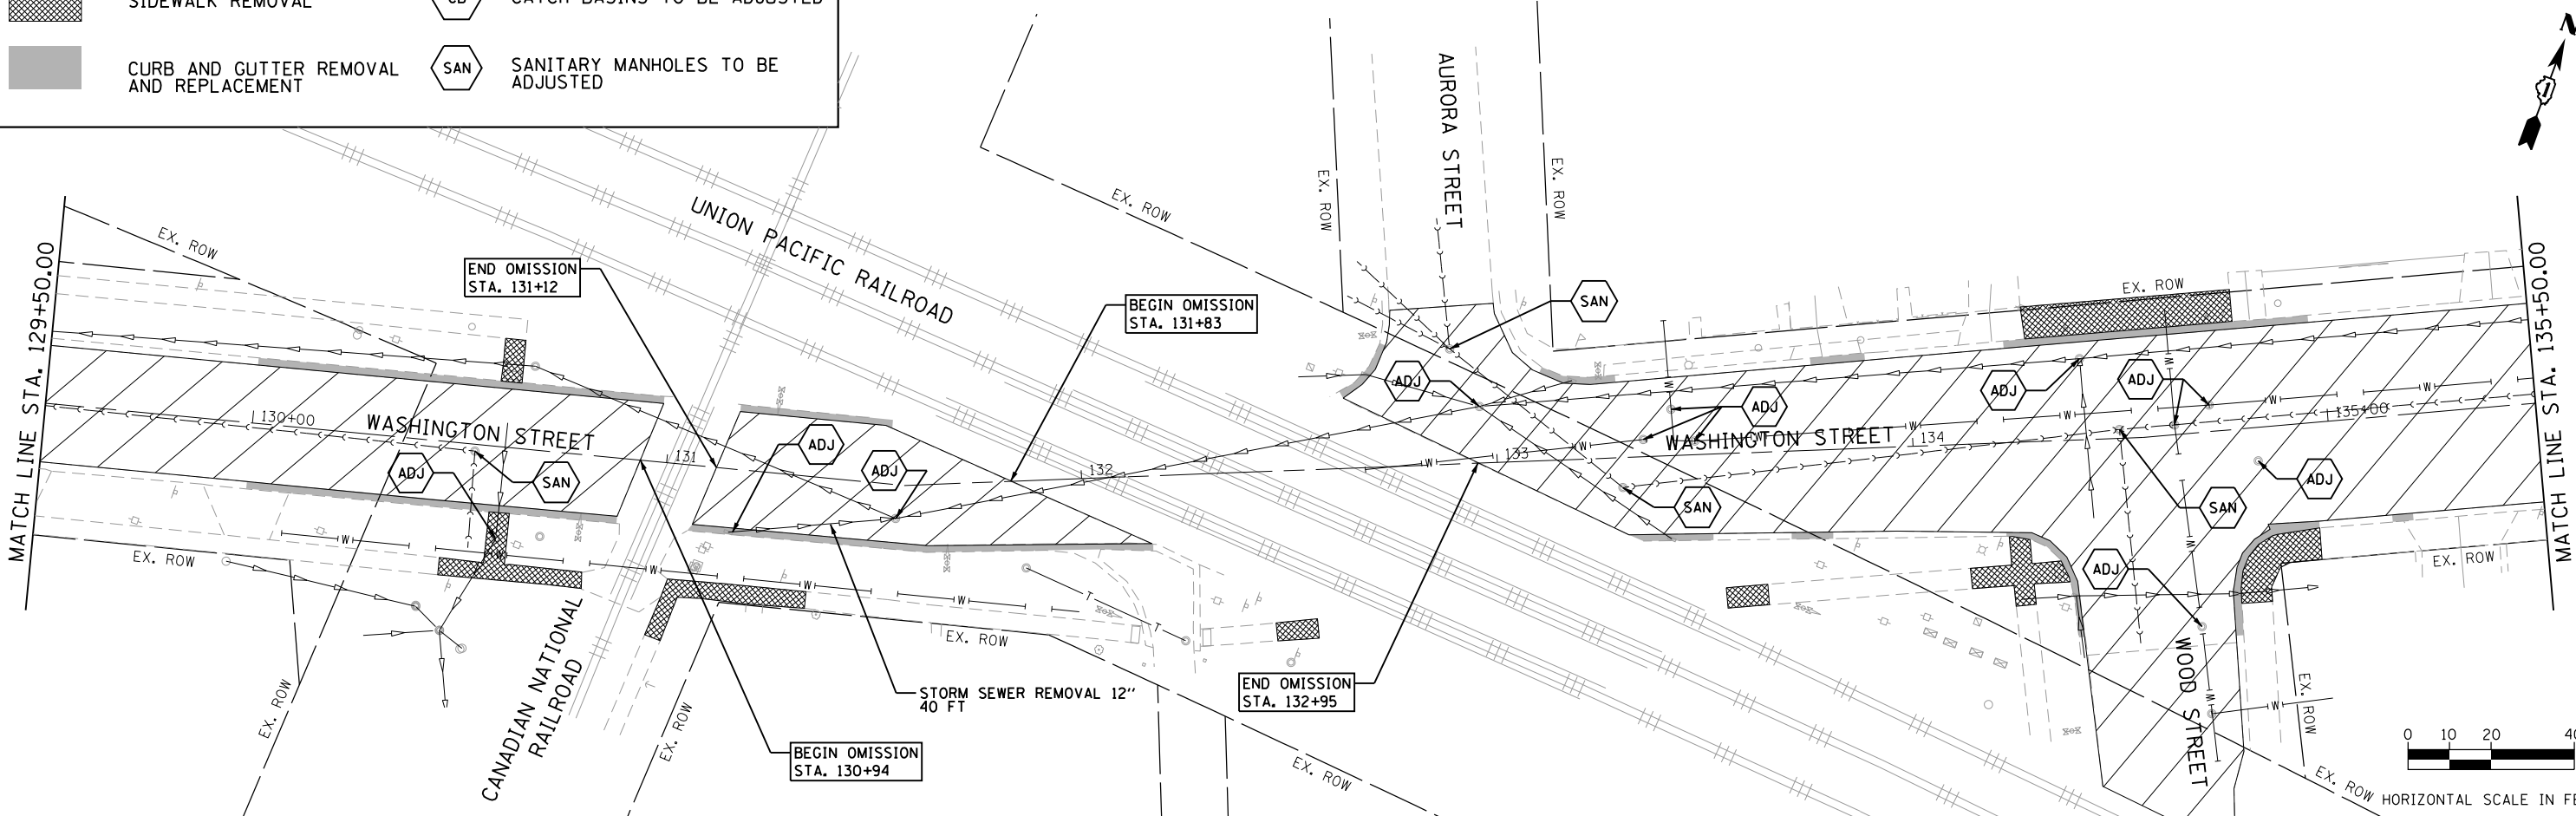 SIDEWALK REMOVAL
CB
CATCH BASINS TO BE ADJUSTED
CURB AND GUTTER REMOVAL
AND REPLACEMENT
SAN
SANITARY MANHOLES TO BE
ADJUSTED
N
MATCH LINE STA. 129+50.00
EX. ROW
EX. ROW
EX. ROW
130+00
WASHINGTON STREET
ADJ
SAN
W
W
END OMISSION
STA. 131+12
UNION PACIFIC RAILROAD
131
ADJ
ADJ
W
W
W
CANADIAN NATIONAL
RAILROAD
EX. ROW
EX. ROW
STORM SEWER REMOVAL 12"
40 FT
BEGIN OMISSION
STA. 130+94
BEGIN OMISSION
STA. 131+83
132
T
T
EX. ROW
EX. ROW
AURORA STREET
EX. ROW
EX. ROW
SAN
ADJ
END OMISSION
STA. 132+95
W
133
W
W
ADJ
SAN
WASHINGTON STREET
W
134
EX. ROW
ADJ
ADJ
W
W
W
W
135+00
SAN
ADJ
ADJ
W
W
W
WOOD STREET
EX. ROW
EX. ROW
EX. ROW
MATCH LINE STA. 135+50.00
0 10 20
HORIZONTAL SCALE IN